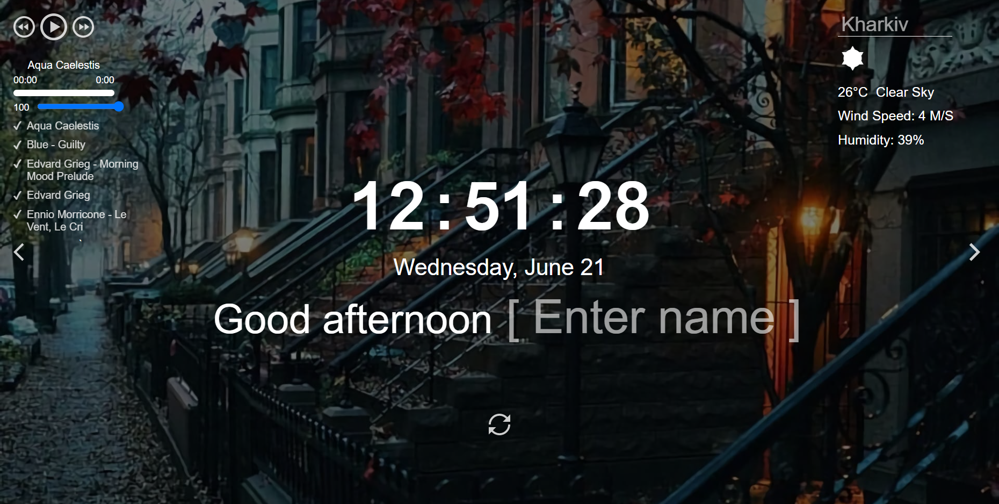 Aqua Caelestis
00:00 0:00
100
Aqua Caelestis
Blue - Guilty
Edvard Grieg - Morning
Mood Prelude
Edvard Grieg
Ennio Morricone - Le
Vent, Le Cri
Kharkiv
26°C Clear Sky
Wind Speed: 4 M/S
Humidity: 39%
12:51:28
Wednesday, June 21
Good afternoon [ Enter name ]